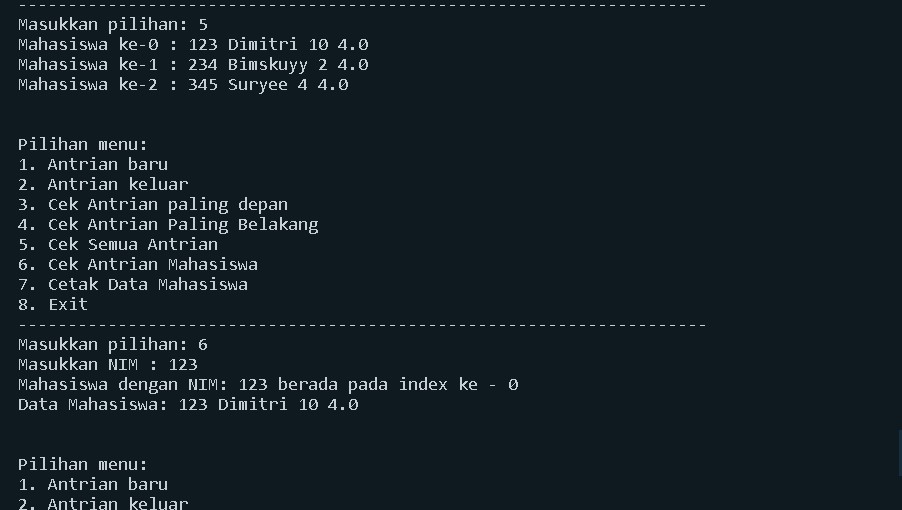 ---------------------------------------------------------------------
Masukkan pilihan: 5
Mahasiswa ke-0 : 123 Dimitri 10 4.0
Mahasiswa ke-1 : 234 Bimskuyy 2 4.0
Mahasiswa ke-2 : 345 Suryee 4 4.0
Pilihan menu:
1. Antrian baru
2. Antrian keluar
3. Cek Antrian paling depan
4. Cek Antrian Paling Belakang
5. Cek Semua Antrian
6. Cek Antrian Mahasiswa
7. Cetak Data Mahasiswa
8. Exit
---------------------------------------------------------------------
Masukkan pilihan: 6
Masukkan NIM : 123
Mahasiswa dengan NIM: 123 berada pada index ke - 0
Data Mahasiswa: 123 Dimitri 10 4.0
Pilihan menu:
1. Antrian baru
2. Antrian keluar